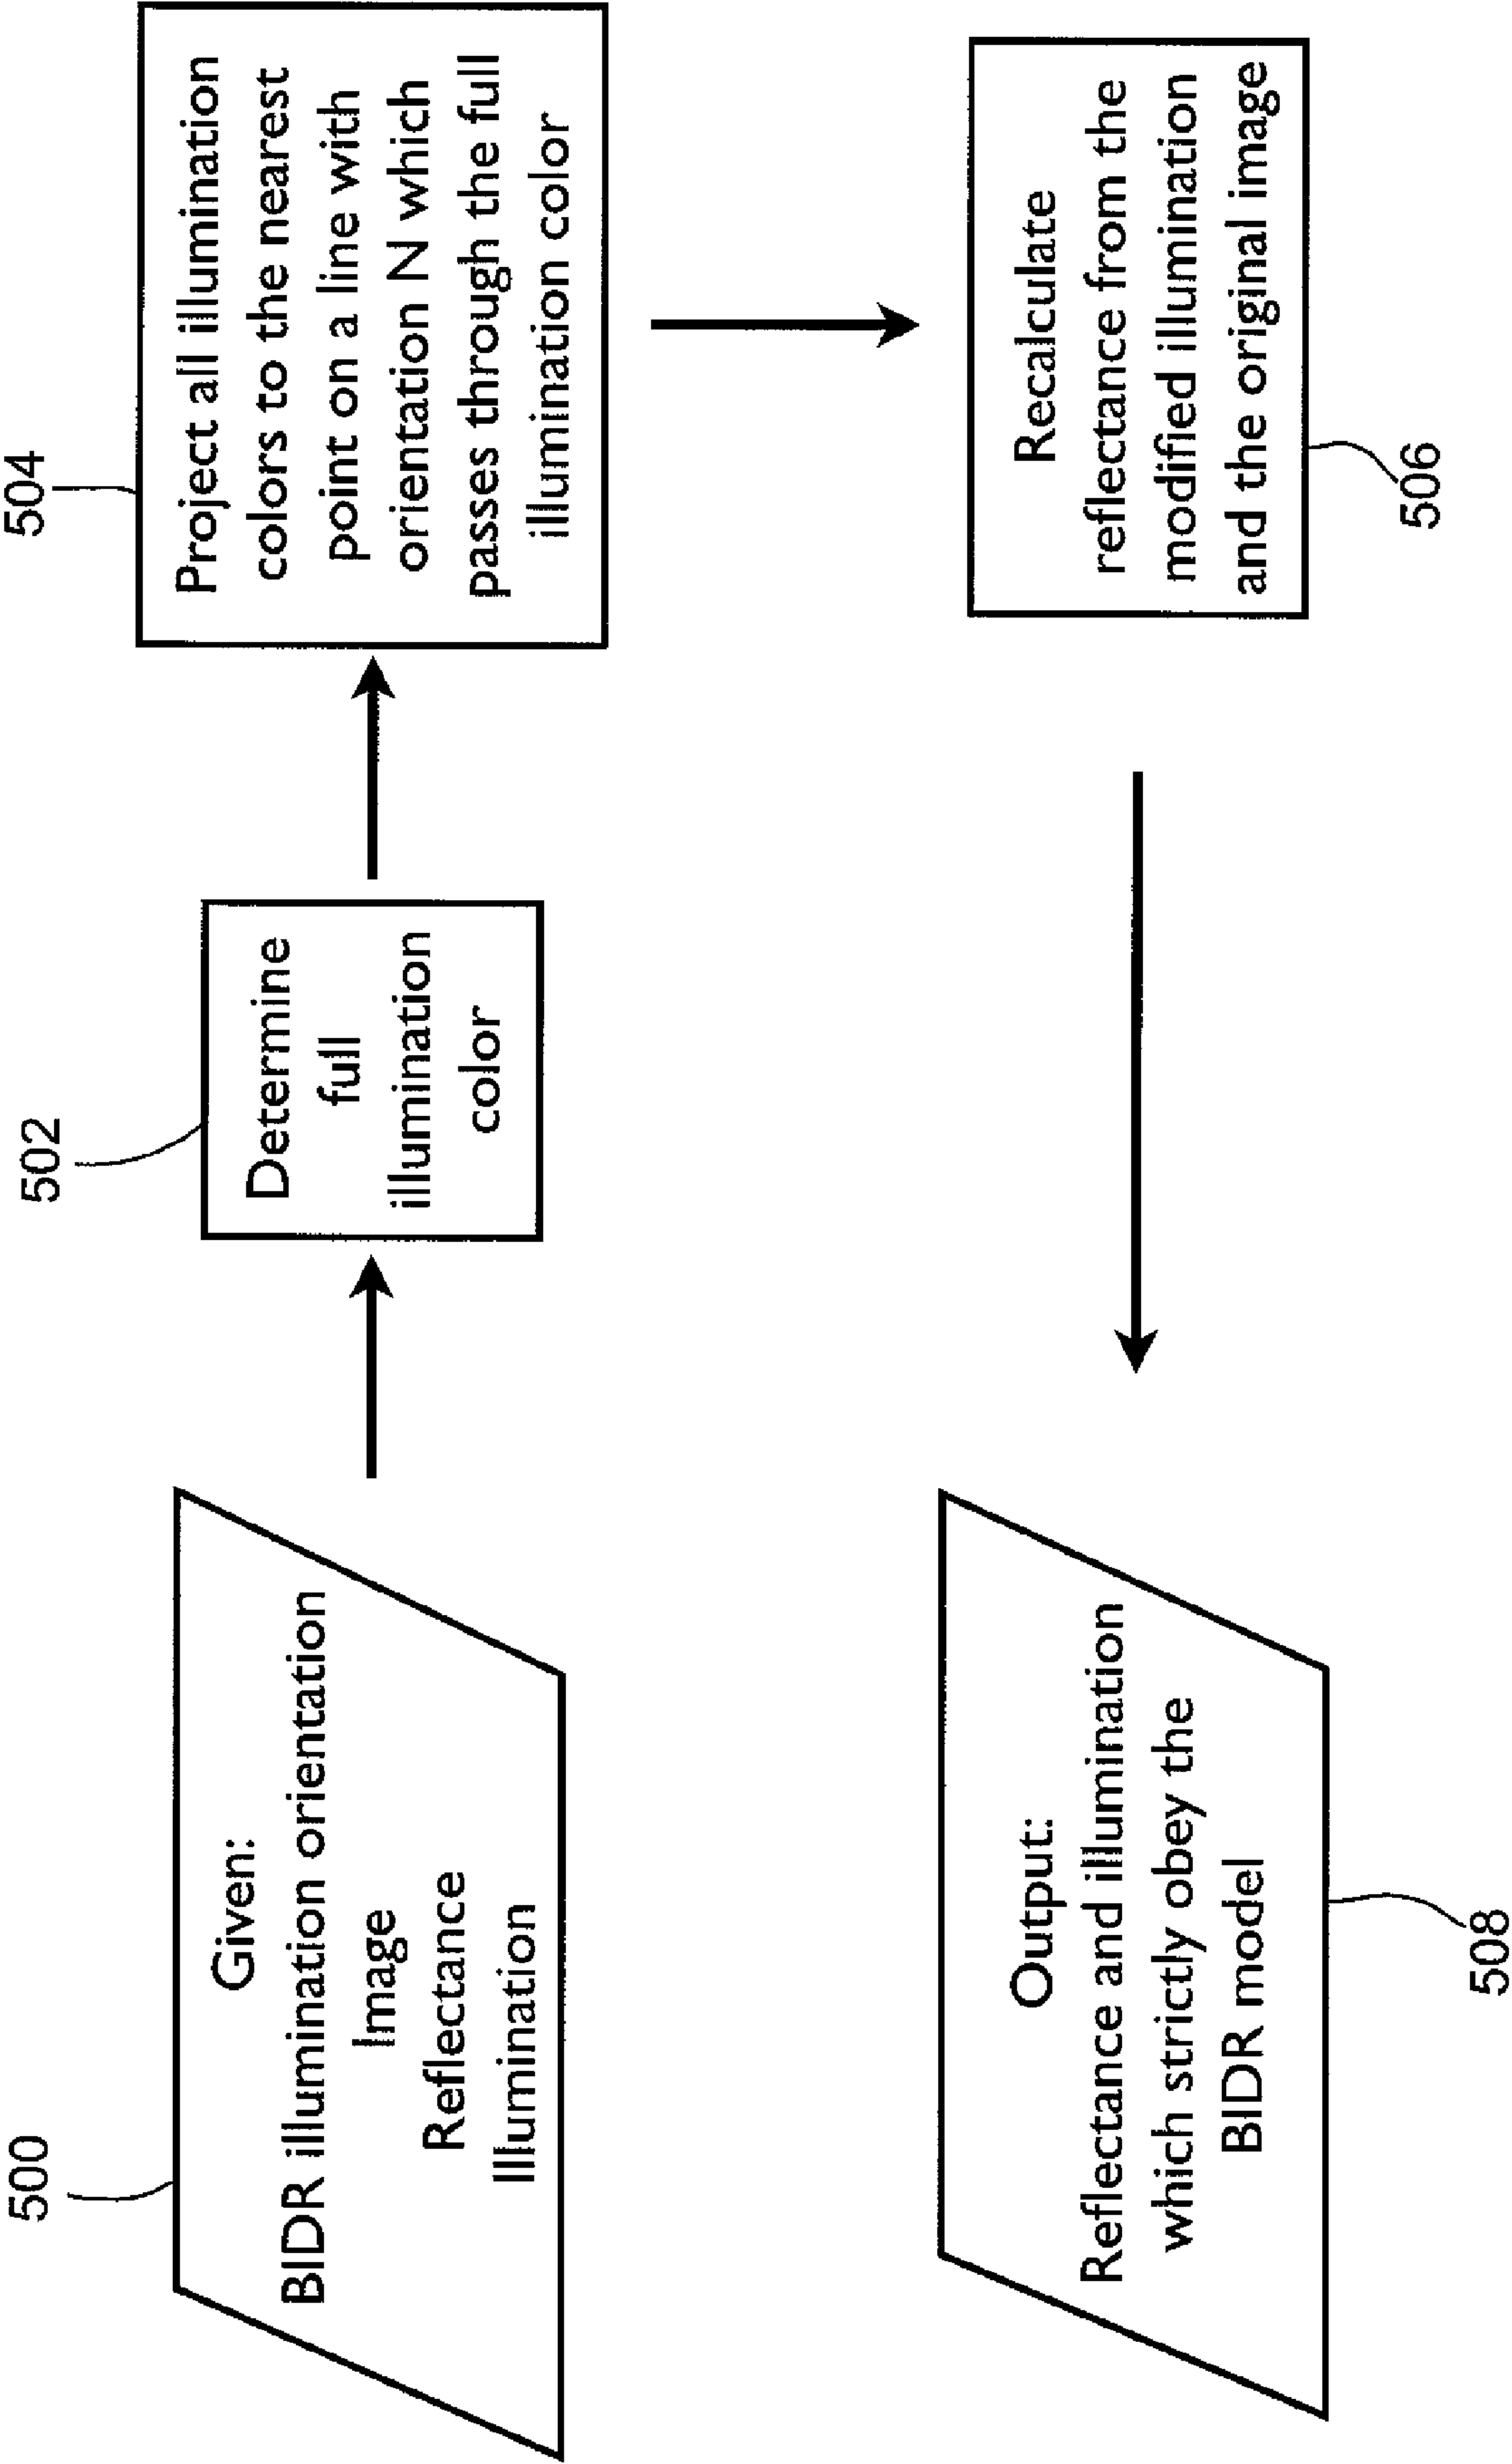 500
Given:
BIDR illumination orientation
Image
Reflectance
Illumination
502
Determine
full
illumination
color
504
Project all illumination
colors to the nearest
point on a line with
orientation N which
passes through the full
illumination color
Recalculate
reflectance from the
modified illumination
and the original image
506
Output:
Reflectance and illumination
which strictly obey the
BIDR model
508